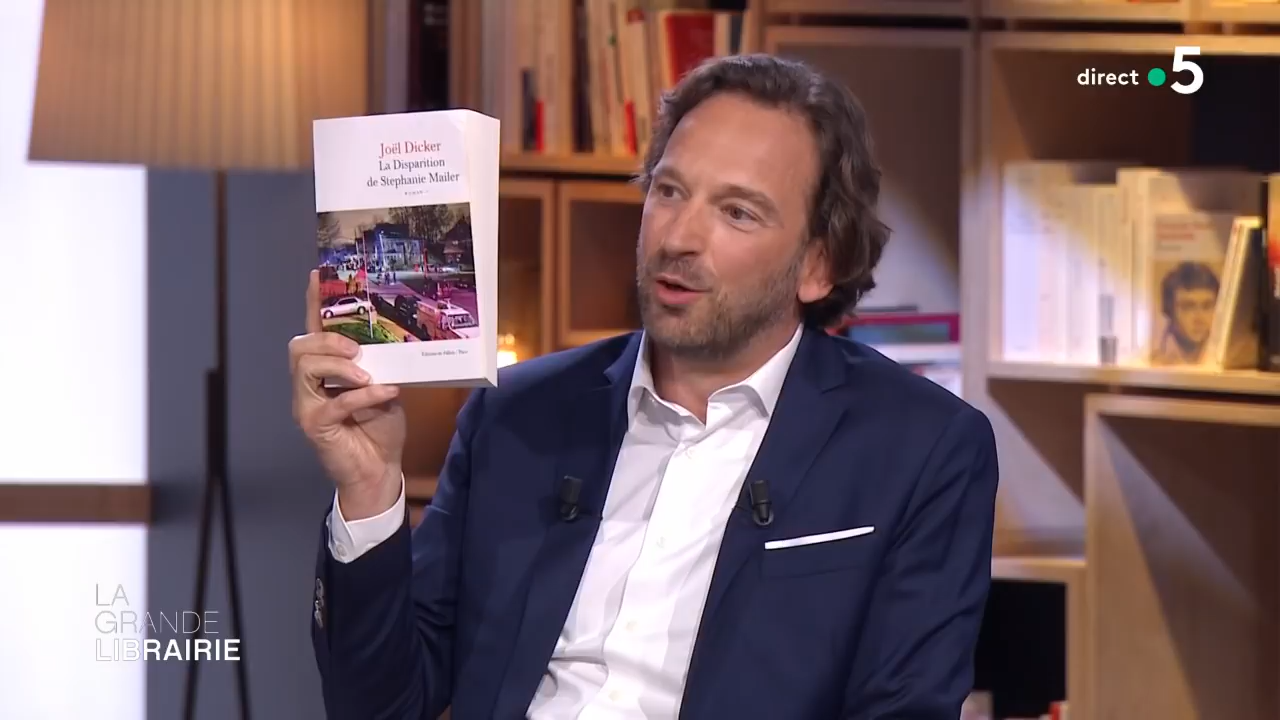 direct 5
Joël Dicker
La Disparition
de Stephanie Mailer
LA
GRANDE
LIBRAIRIE